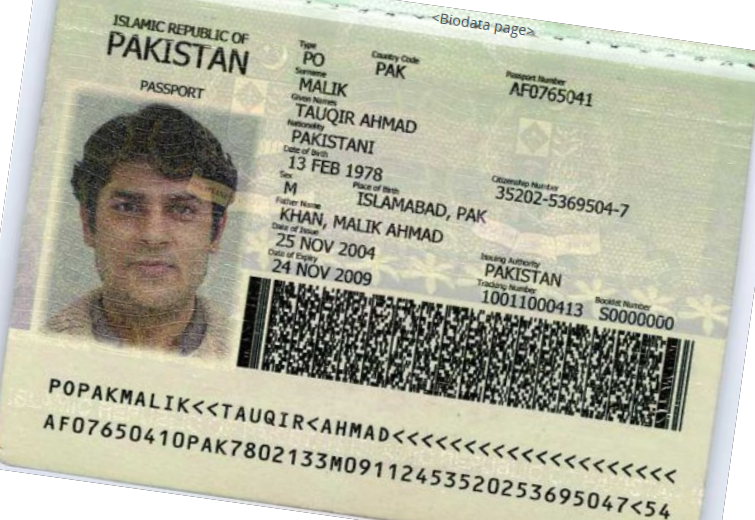 <Biodata page>
ISLAMIC REPUBLIC OF
PAKISTAN
PASSPORT
Type
PO
Country Code
PAK
Passport Number
AF0765041
Surname
MALIK
Given Names
TAUQIR AHMAD
Nationality
PAKISTANI
Date of Birth
13 FEB 1978
Citizenship Number
35202-5369504-7
Sex
M
Place of Birth
ISLAMABAD, PAK
Father Name
KHAN, MALIK AHMAD
Date of Issue
25 NOV 2004
Issuing Authority
PAKISTAN
Date of Expiry
24 NOV 2009
Tracking Number
10011000413
Booklet Number
S0000000
POPAKMALIK<<TAUQIR<AHMAD<<<<<<<<<<<<<<<<<<<<
AF07650410PAK7802133M09112453520253695047<54